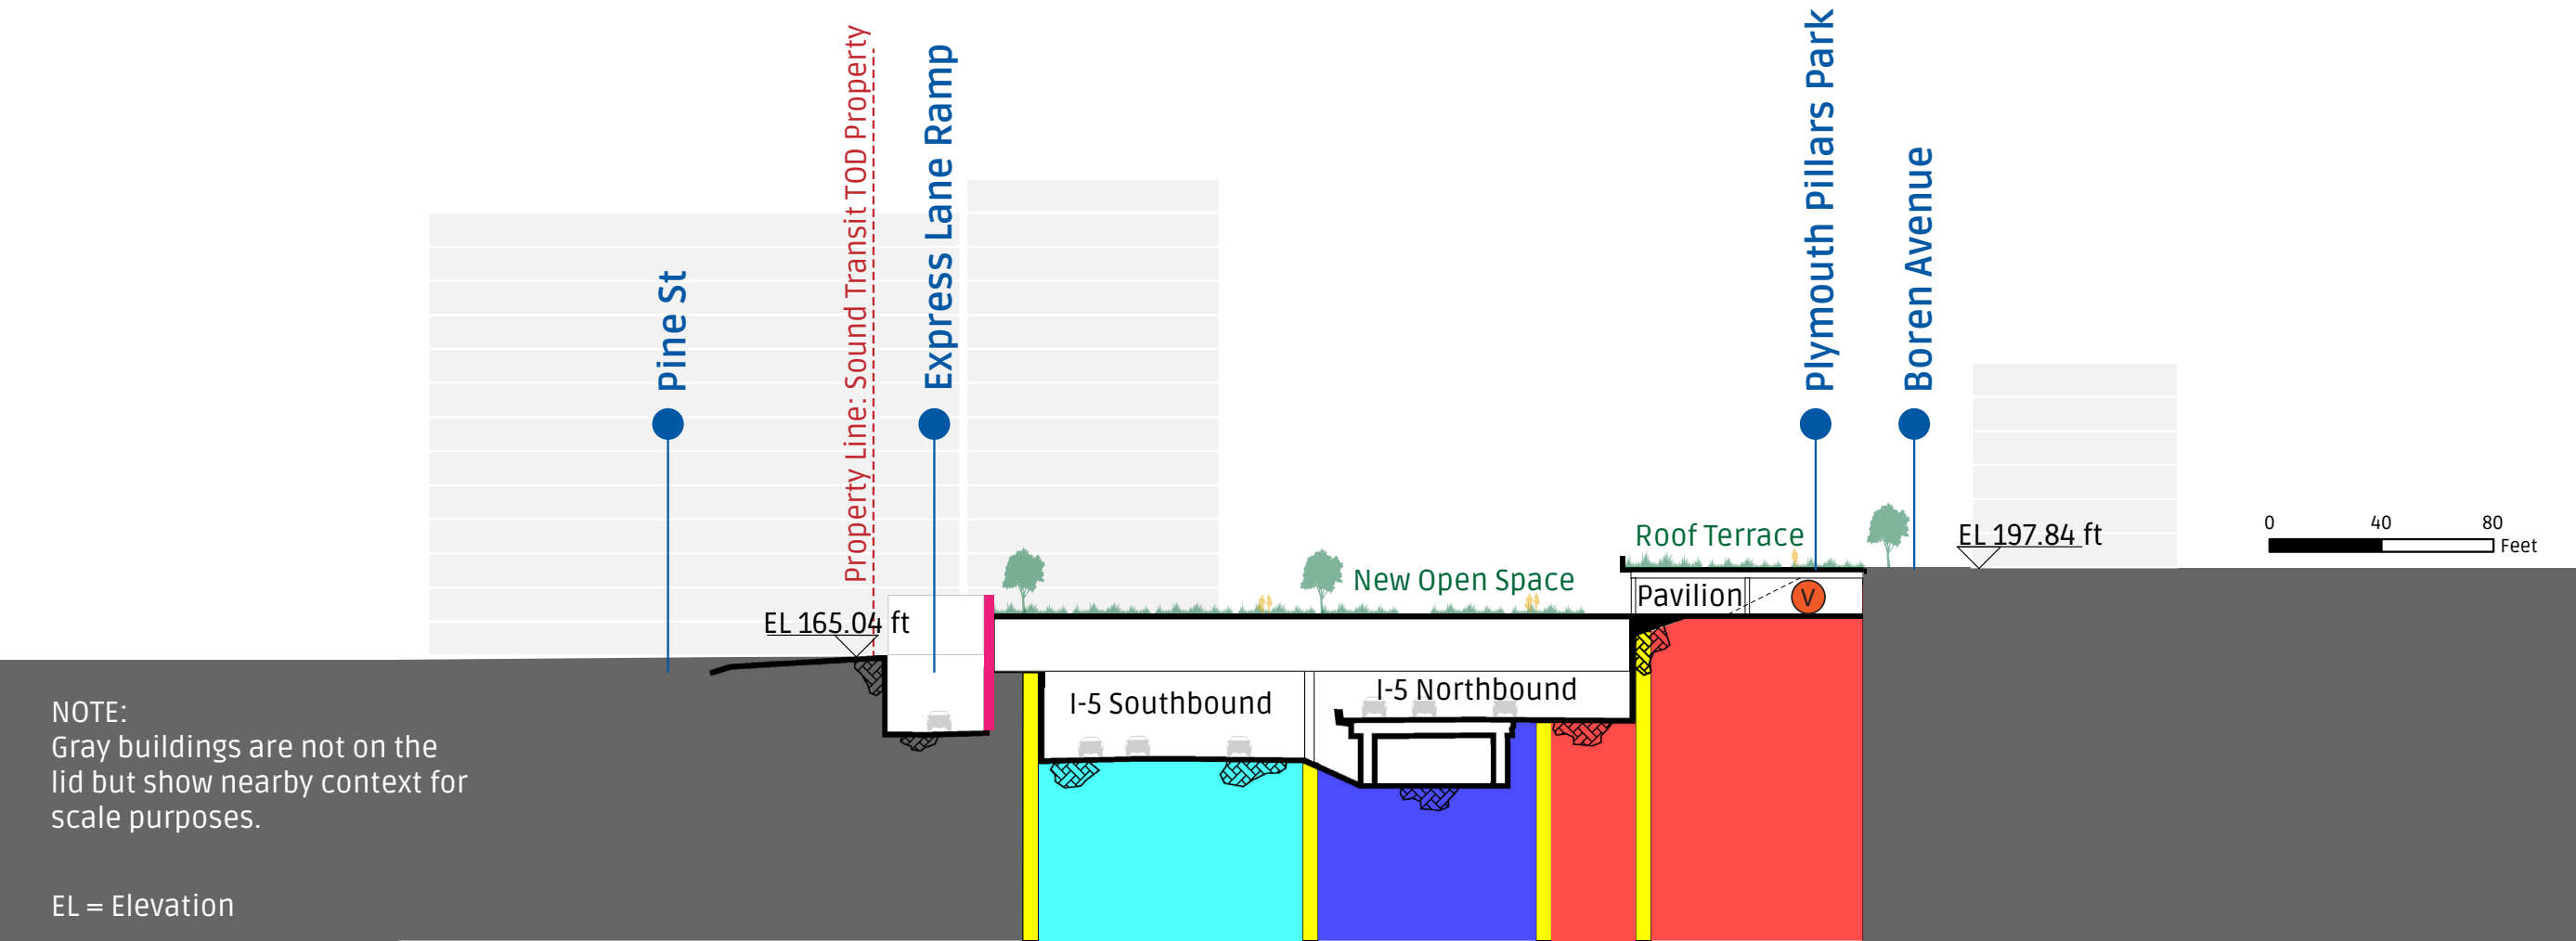 Pine St
Property Line: Sound Transit TOD Property
Express Lane Ramp
Plymouth Pillars Park
Boren Avenue
0 40 80
Feet
EL 197.84 ft
Roof Terrace
New Open Space
Pavilion
V
EL 165.04 ft
I-5 Southbound
I-5 Northbound
NOTE:
Gray buildings are not on the
lid but show nearby context for
scale purposes.
EL = Elevation